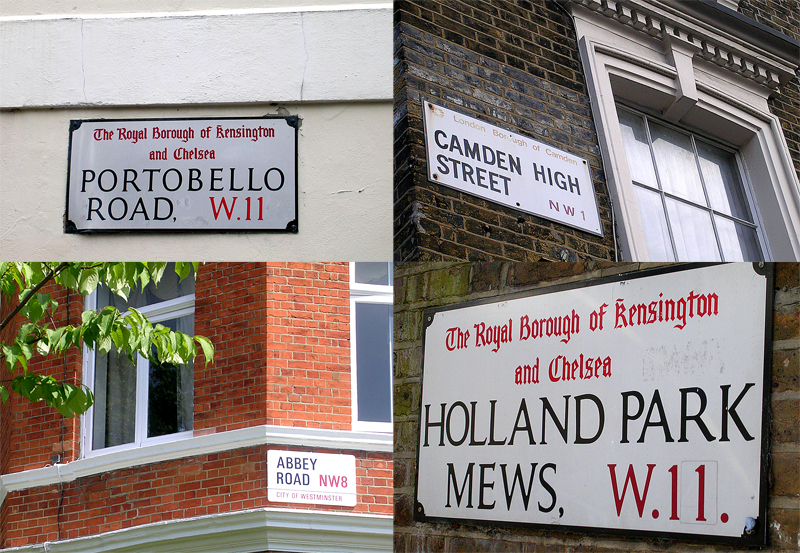 The Royal Borough of Kensington
and Chelsea
PORTOBELLO
ROAD, W.11
London Borough of Camden
CAMDEN HIGH
STREET
NW1
ABBEY
ROAD NW8
CITY OF WESTMINSTER
The Royal Borough of Kensington
and Chelsea
HOLLAND PARK
MEWS, W.11.